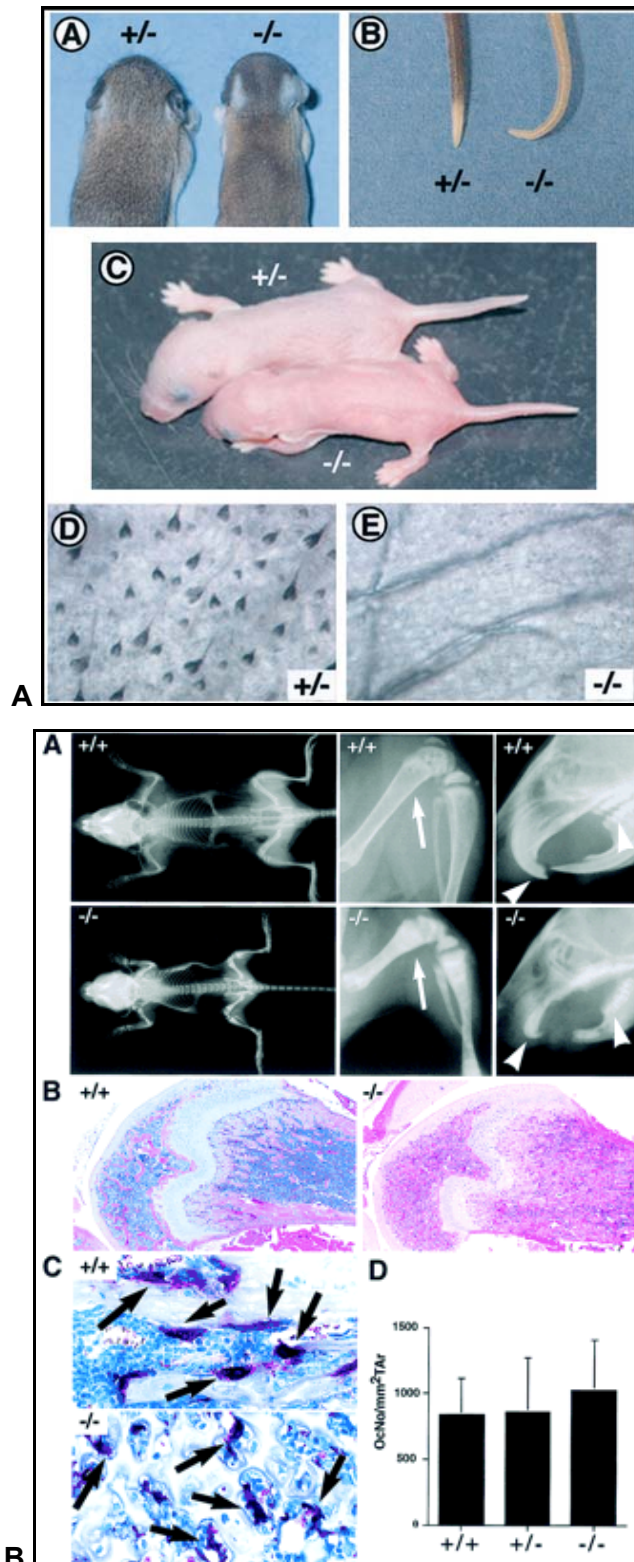 A +/- -/-
B +/- -/-
C +/-
-/-
D +/-
E -/-
A
A +/+ +/+ +/+
-/- -/- -/-
B +/+ -/-
C +/+
-/-
D
1500
1000
500
0
OcNo/mm²TAr
+/+ +/- -/-
B